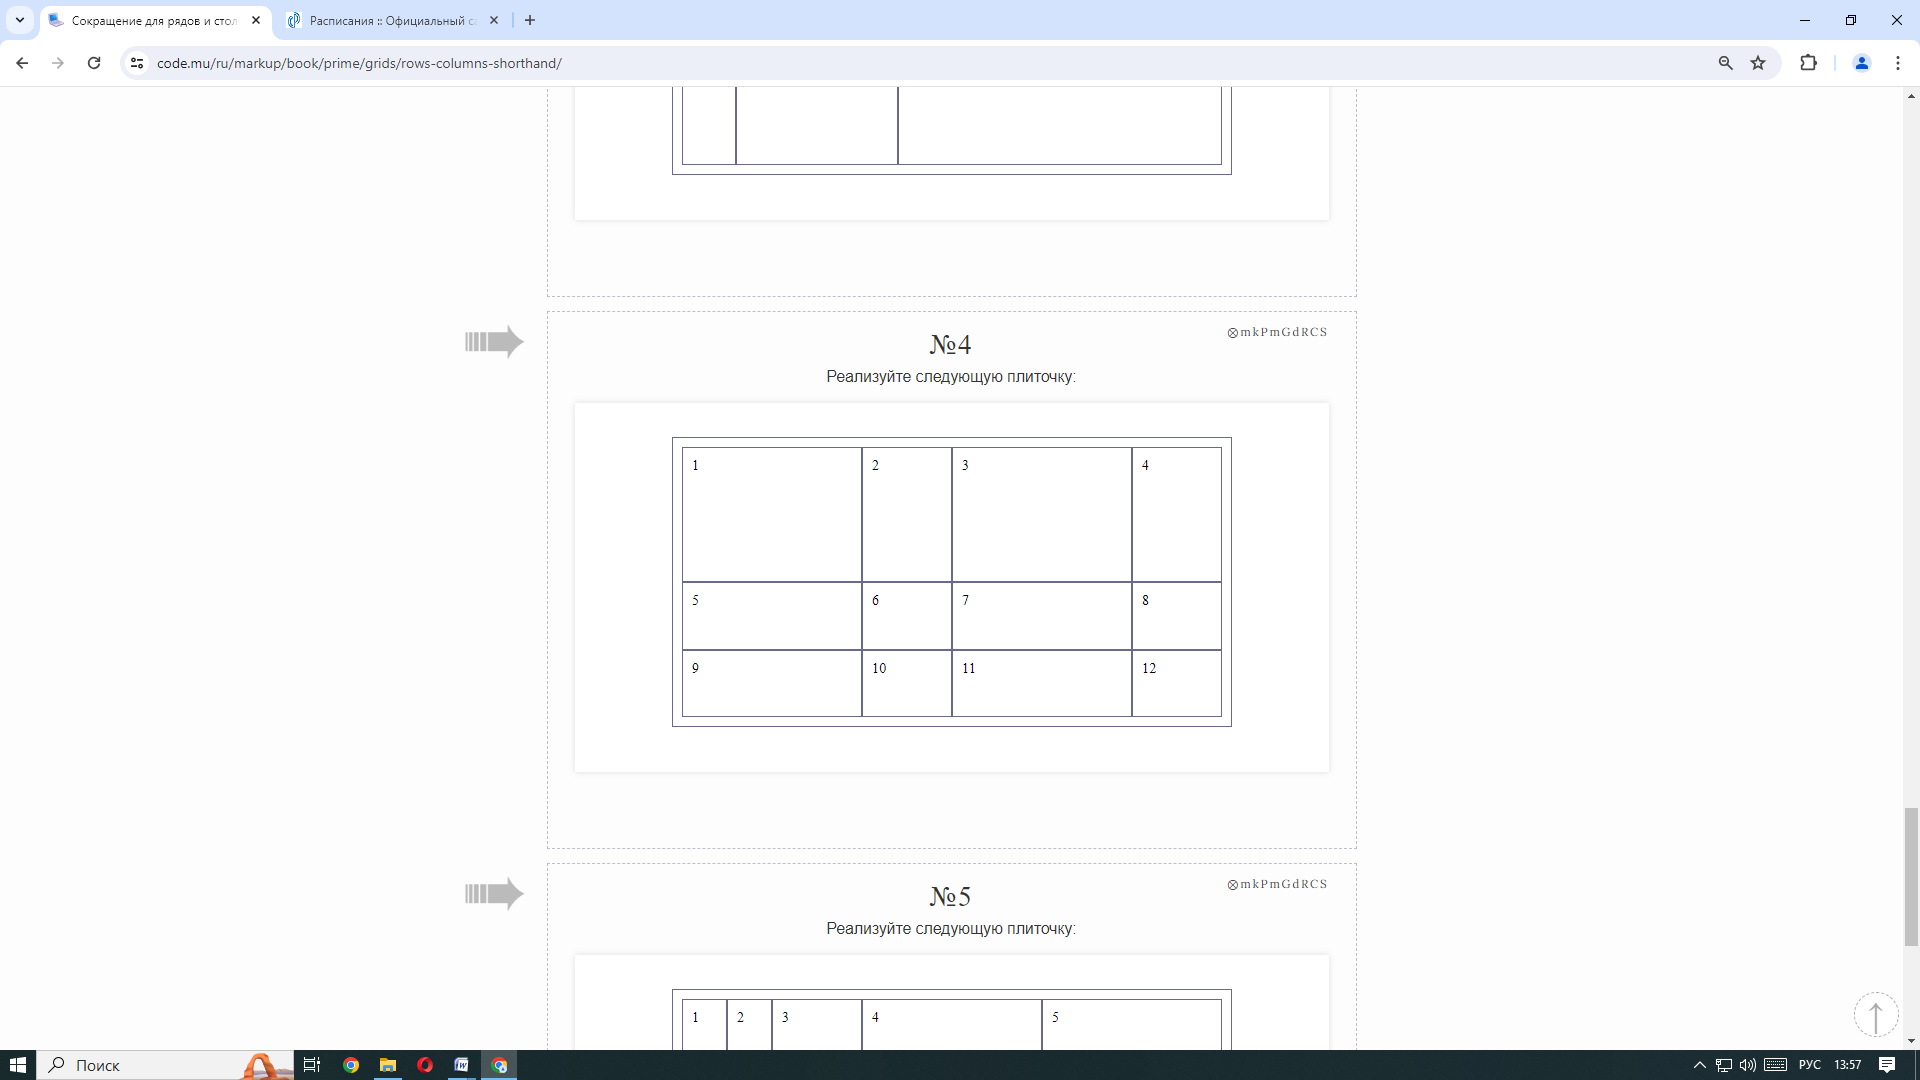 Сокращение для рядов и стол
Расписания :: Официальный с
code.mu/ru/markup/book/prime/grids/rows-columns-shorthand/
№4
⊗mkPmGdRCS
Реализуйте следующую плиточку:
1 2 3 4
5 6 7 8
9 10 11 12
№5
⊗mkPmGdRCS
Реализуйте следующую плиточку:
1 2 3 4 5
Поиск
РУС 13:57